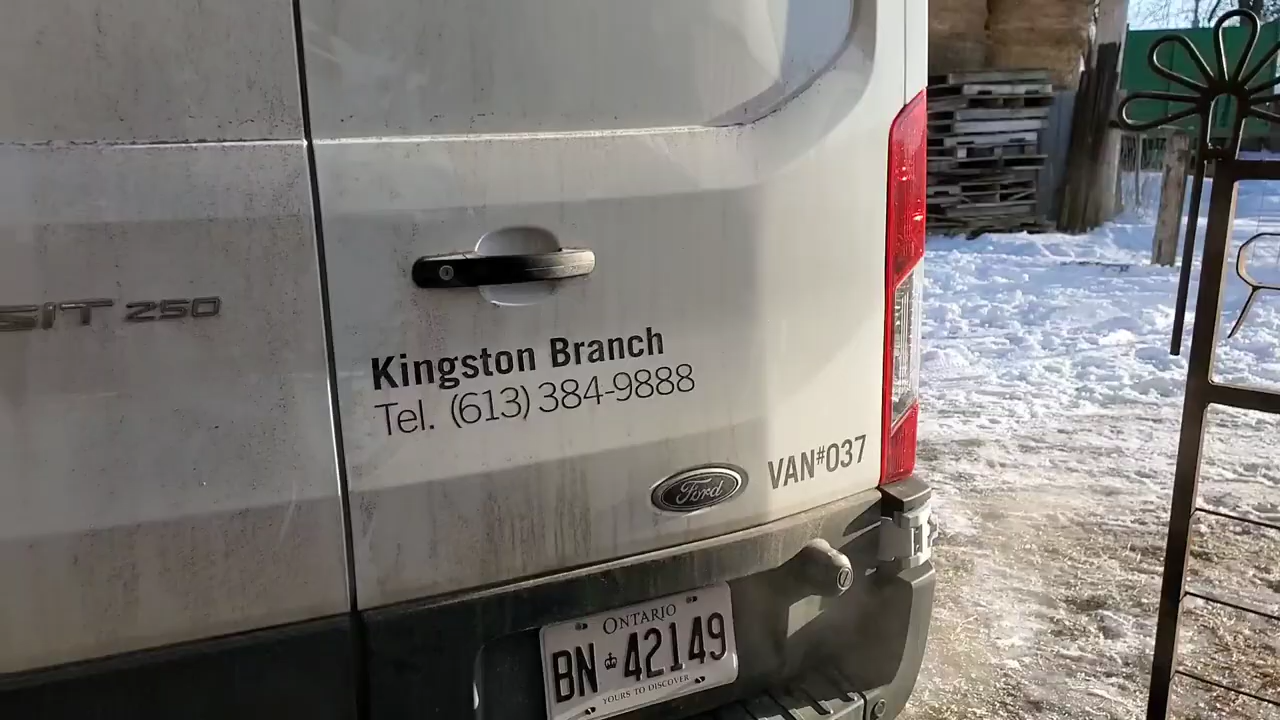 SIT 250
Kingston Branch
Tel. (613) 384-9888
Ford
VAN#037
ONTARIO
BN 42149
YOURS TO DISCOVER